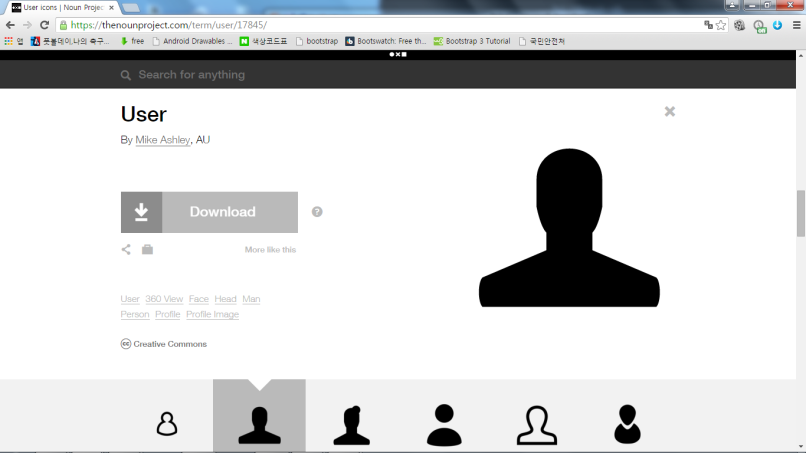 User icons | Noun Proje
https://thenounproject.com/term/user/17845/
앱 풋볼데이,나의 축구... free Android Drawables ... 색상코드표 bootstrap Bootswatch: Free th... Bootstrap 3 Tutorial 국민안전처
Search for anything
User
By Mike Ashley, AU
Download
?
More like this
User 360 View Face Head Man
Person Profile Profile Image
cc Creative Commons